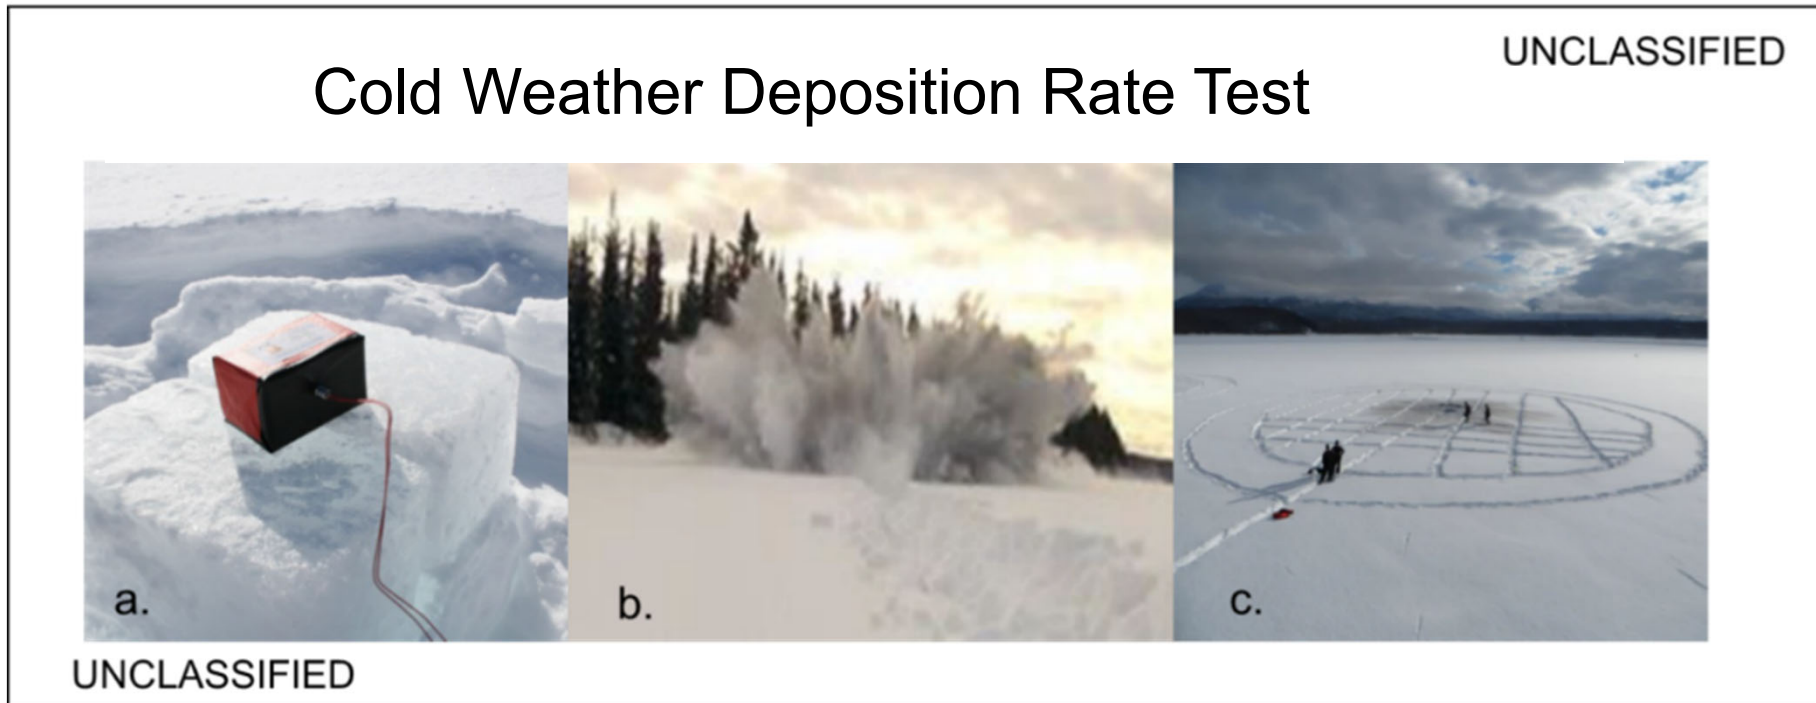 UNCLASSIFIED
Cold Weather Deposition Rate Test
a.
b.
c.
UNCLASSIFIED